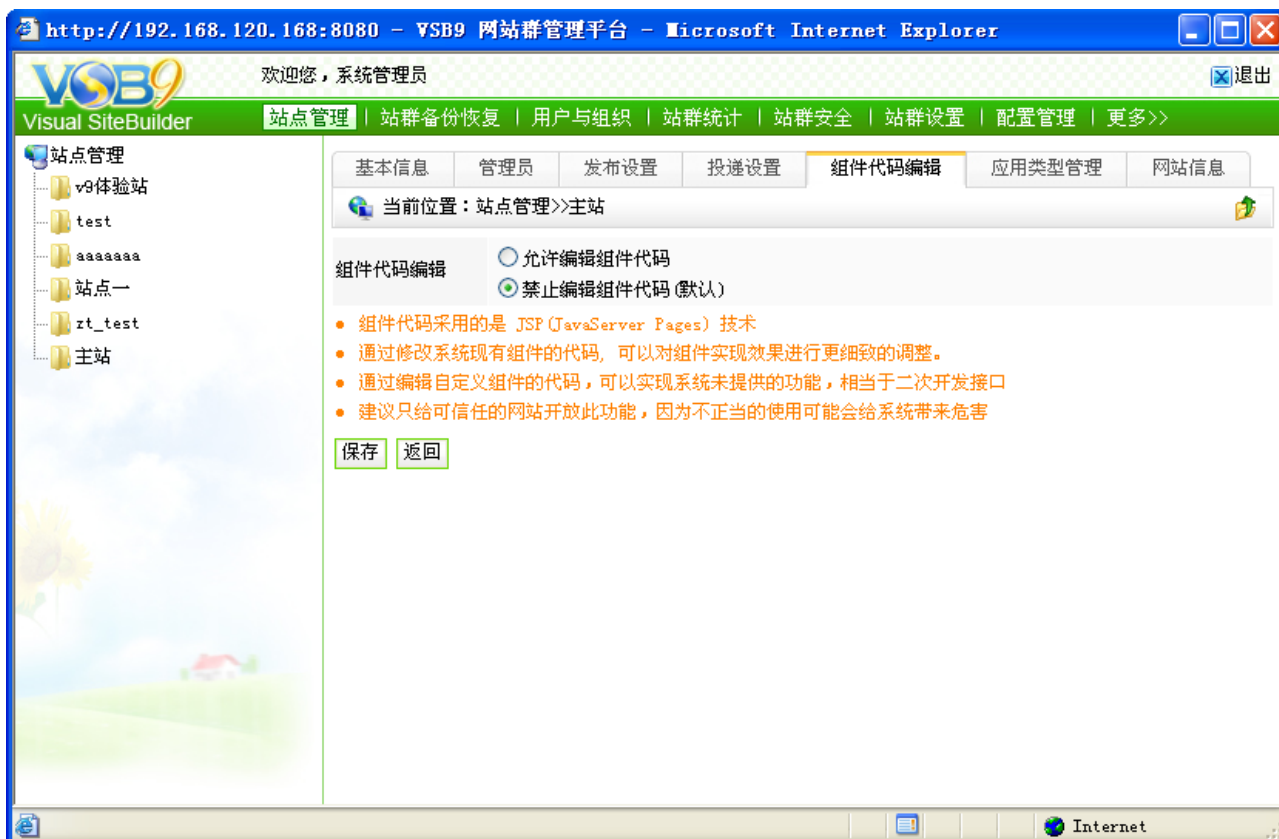 http://192.168.120.168:8080 - VSB9 网站群管理平台 - Microsoft Internet Explorer
VSB9
Visual SiteBuilder
欢迎您，系统管理员
退出
站点管理 | 站群备份恢复 | 用户与组织 | 站群统计 | 站群安全 | 站群设置 | 配置管理 | 更多>>
站点管理
v9体验站
test
aaaaaaa
站点一
zt_test
主站
基本信息 管理员 发布设置 投递设置 组件代码编辑 应用类型管理 网站信息
当前位置：站点管理>>主站
组件代码编辑
允许编辑组件代码
禁止编辑组件代码(默认)
● 组件代码采用的是 JSP(JavaServer Pages) 技术
● 通过修改系统现有组件的代码, 可以对组件实现效果进行更细致的调整。
● 通过编辑自定义组件的代码，可以实现系统未提供的功能，相当于二次开发接口
● 建议只给可信任的网站开放此功能，因为不正当的使用可能会给系统带来危害
保存 返回
Internet